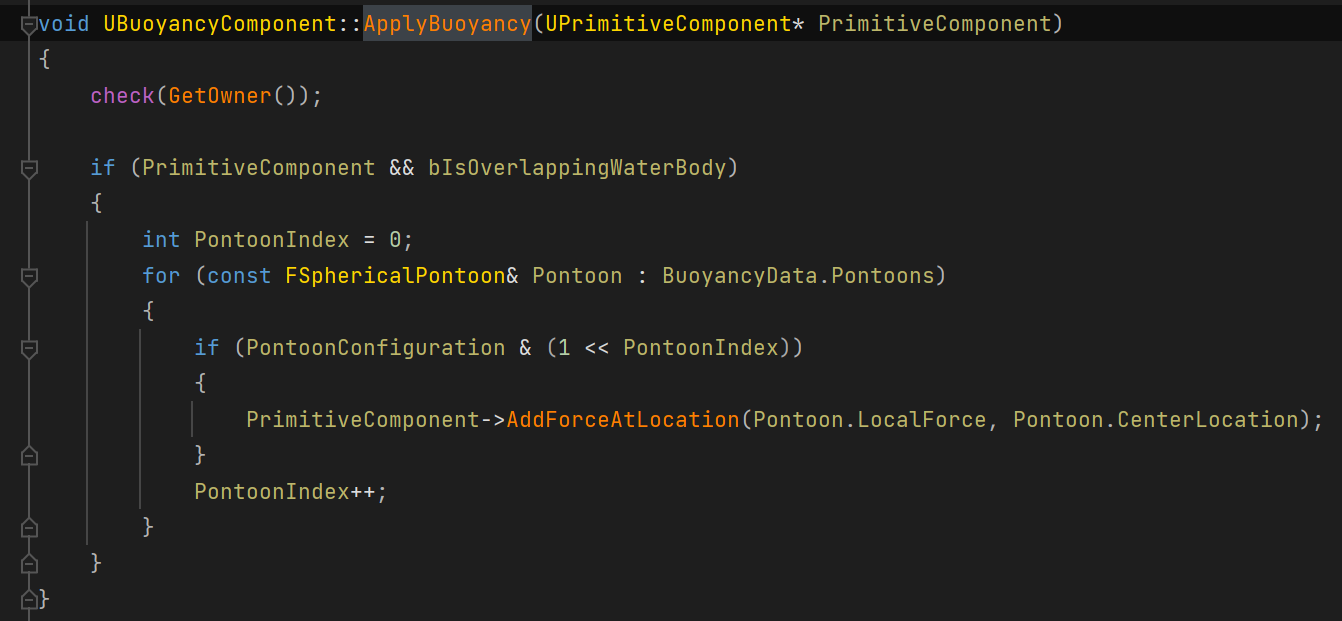 void UBuoyancyComponent::ApplyBuoyancy(UPrimitiveComponent* PrimitiveComponent)
{
    check(GetOwner());

    if (PrimitiveComponent && bIsOverlappingWaterBody)
    {
        int PontoonIndex = 0;
        for (const FSphericalPontoon& Pontoon : BuoyancyData.Pontoons)
        {
            if (PontoonConfiguration & (1 << PontoonIndex))
            {
                PrimitiveComponent->AddForceAtLocation(Pontoon.LocalForce, Pontoon.CenterLocation);
            }
            PontoonIndex++;
        }
    }
}